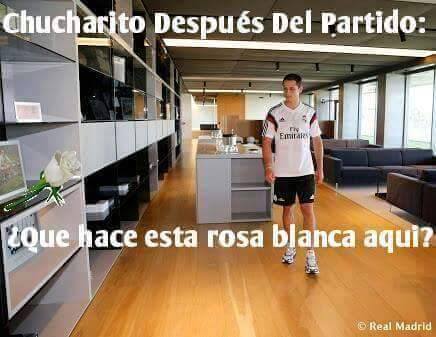 Chucharito Después Del Partido:
Fly
Emirates
¿Que hace esta rosa blanca aqui?
© Real Madrid